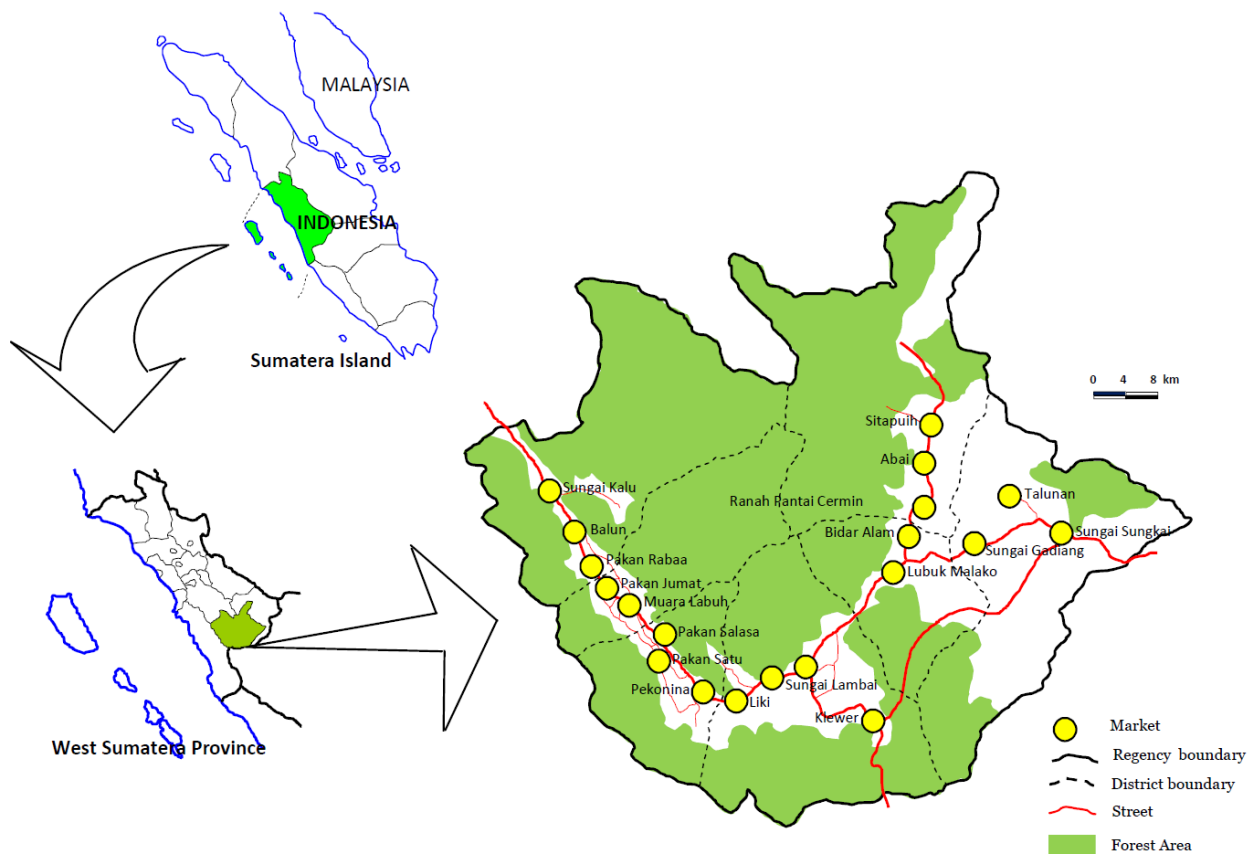 MALAYSIA
INDONESIA
Sumatera Island
West Sumatera Province
0 4 8 km
Sitapuih
Abai
Sungai Kalu
Ranah Pantai Cermin
Talunan
Balun
Bidar Alam
Sungai Sungkai
Sungai Gadiang
Pakan Rabaa
Lubuk Malako
Pakan Jumat
Muara Labuh
Pakan Salasa
Pakan Satu
Sungai Lambai
Pekonina
Liki
Klewer
Market
Regency boundary
District boundary
Street
Forest Area